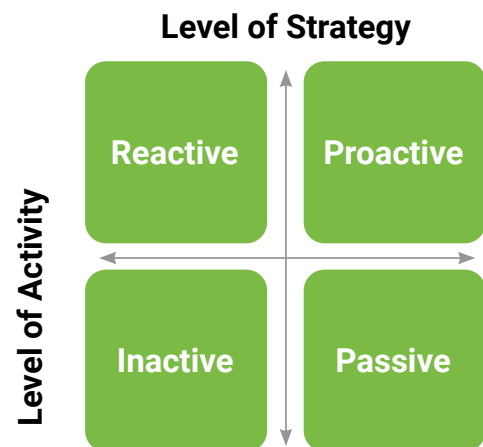 Level of Strategy
Reactive
Proactive
Level of Activity
Inactive
Passive